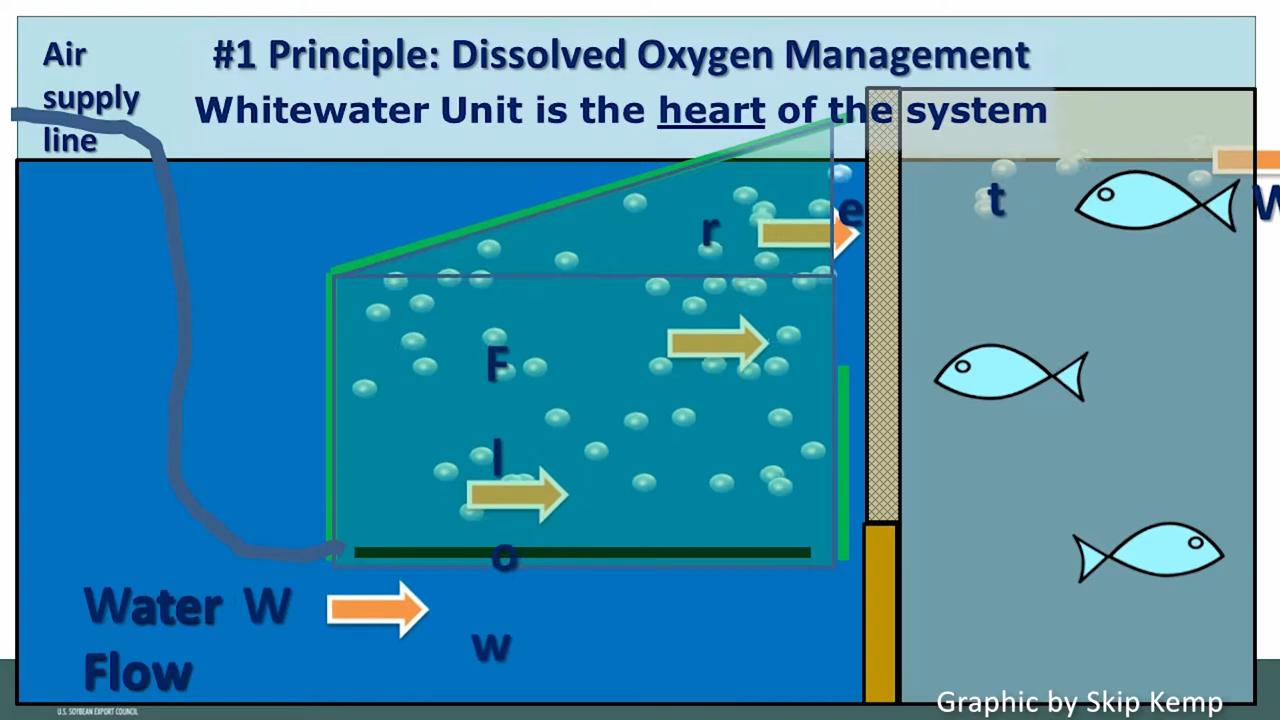 #1 Principle: Dissolved Oxygen Management
Whitewater Unit is the heart of the system
Air
supply
line
r
e
t
W
F
l
o
w
Water W
Flow
Graphic by Skip Kemp
U.S. SOYBEAN EXPORT COUNCIL